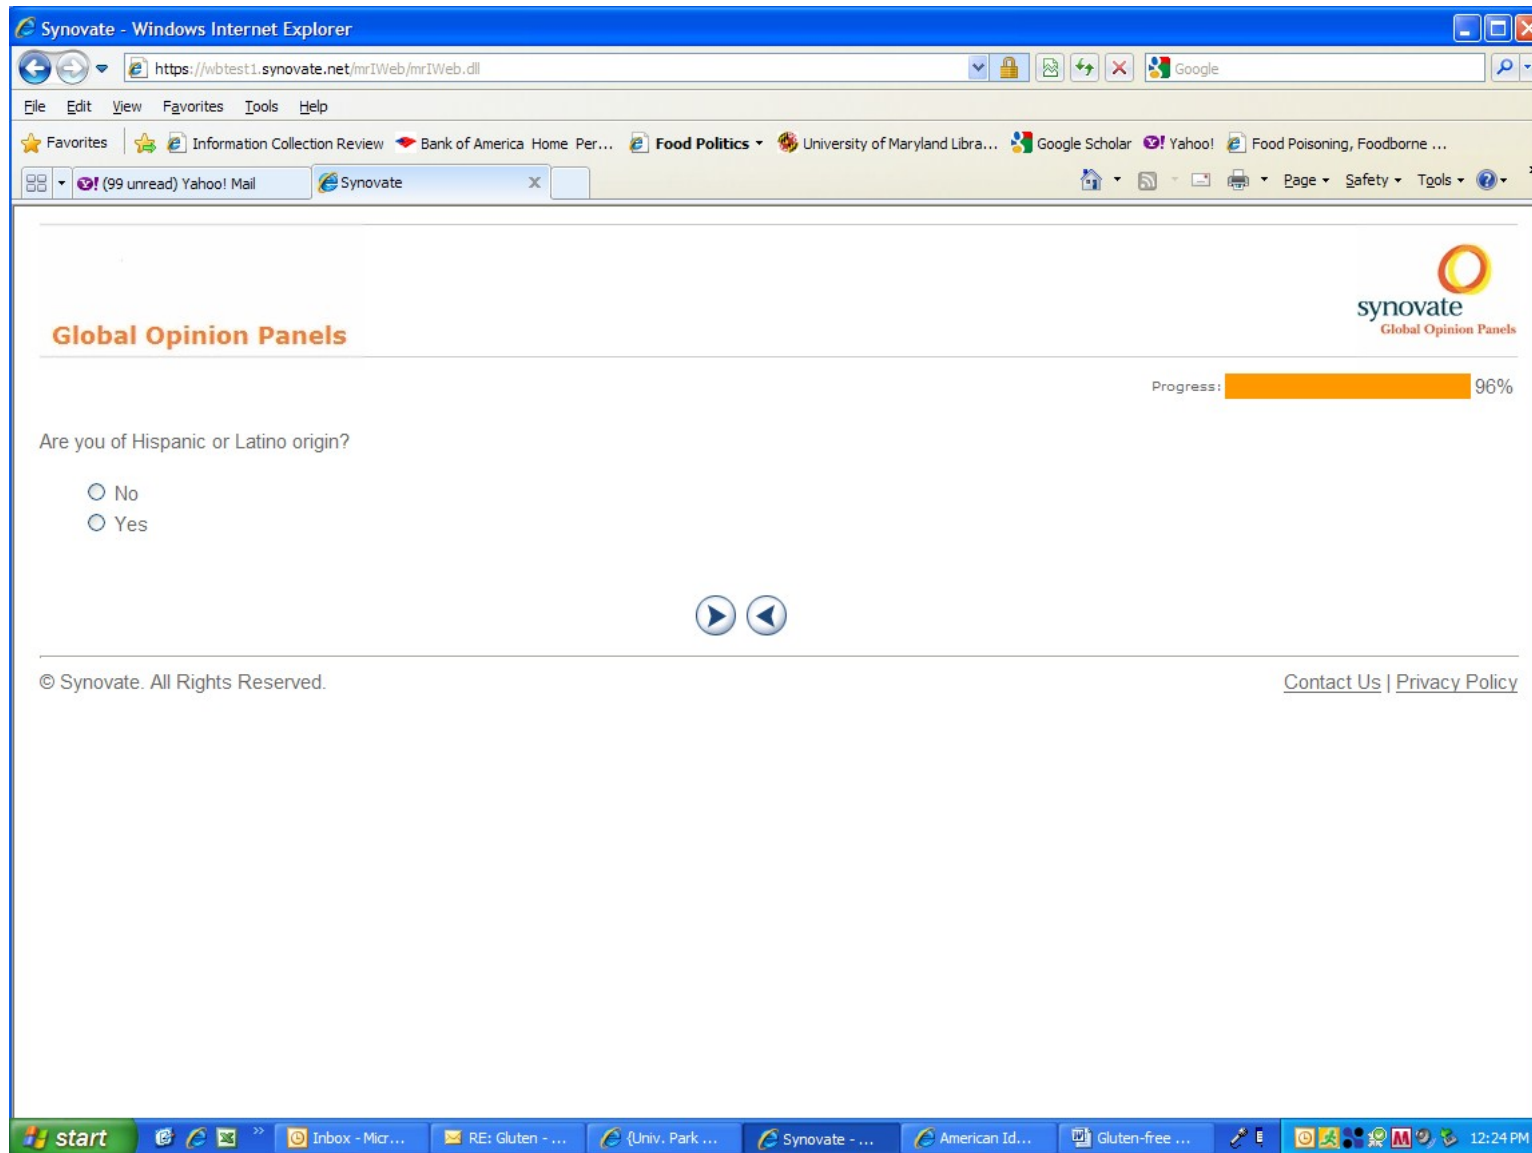 Synovate - Windows Internet Explorer
https://wbtest1.synovate.net/mrIWeb/mrIWeb.dll
Google
File Edit View Favorites Tools Help
Favorites Information Collection Review Bank of America Home Per... Food Politics University of Maryland Libra... Google Scholar Yahoo! Food Poisoning, Foodborne ...
(99 unread) Yahoo! Mail Synovate X Page Safety Tools
synovate
Global Opinion Panels
Global Opinion Panels
Progress: 96%
Are you of Hispanic or Latino origin?
No
Yes
© Synovate. All Rights Reserved. Contact Us | Privacy Policy
start Inbox - Micr... RE: Gluten - ... {Univ. Park ... Synovate - ... American Id... Gluten-free ... 12:24 PM